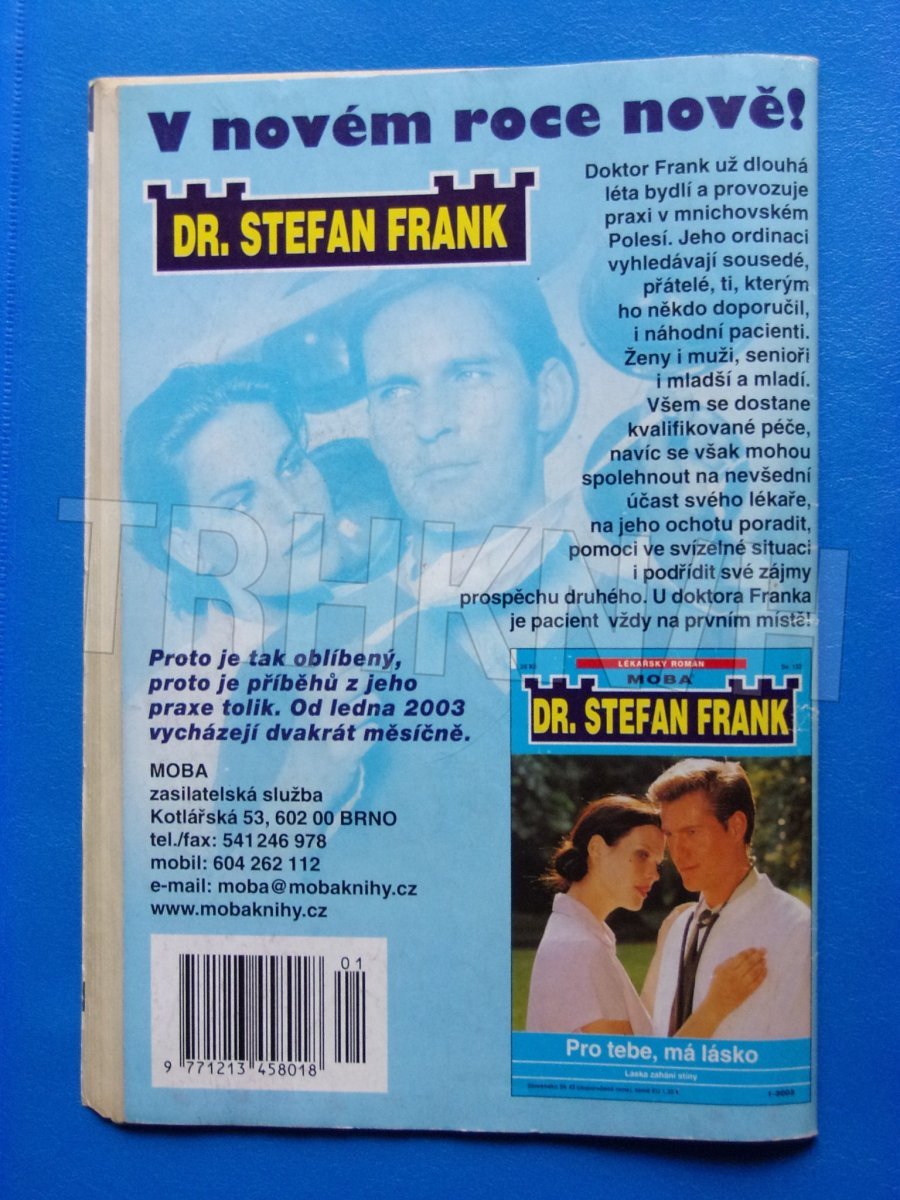 V novém roce nově!
DR. STEFAN FRANK
Doktor Frank už dlouhá
léta bydlí a provozuje
praxi v mnichovském
Polesí. Jeho ordinaci
vyhledávají sousedé,
přátelé, ti, kterým
ho někdo doporučil,
i náhodní pacienti.
Ženy i muži, senioři
i mladší a mladí.
Všem se dostane
kvalifikované péče,
navíc se však mohou
spolehnout na nevšední
účast svého lékaře,
na jeho ochotu poradit,
pomoci ve svízelné situaci
i podřídit své zájmy
prospěchu druhého. U doktora Franka
je pacient vždy na prvním místě!
Proto je tak oblíbený,
proto je příběhů z jeho
praxe tolik. Od ledna 2003
vycházejí dvakrát měsíčně.
MOBA
zasilatelská služba
Kotlářská 53, 602 00 BRNO
tel./fax: 541 246 978
mobil: 604 262 112
e-mail: moba@mobaknihy.cz
www.mobaknihy.cz
01
9 771213 458018
LÉKAŘSKÝ ROMÁN
MOBA
DR. STEFAN FRANK
Pro tebe, má lásko
Láska zahání stíny
1-2003
TRHKNIH